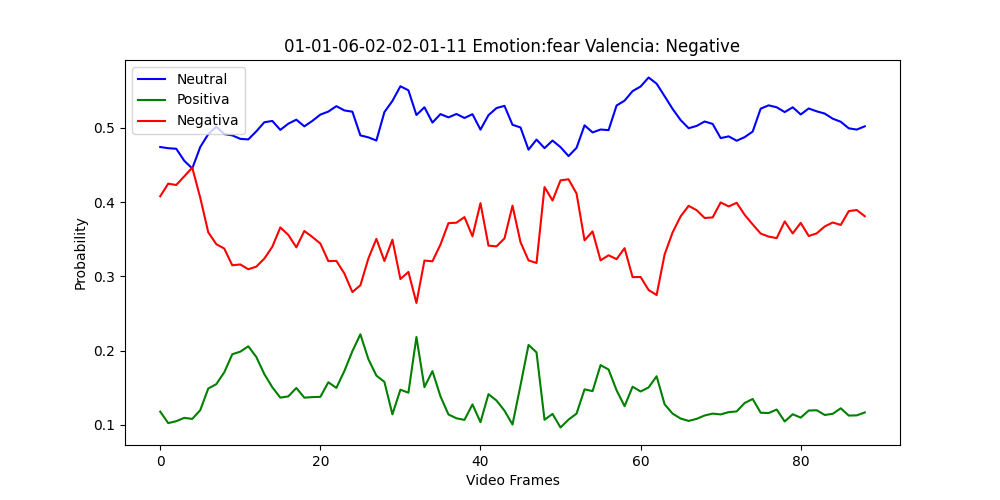 01-01-06-02-02-01-11 Emotion:fear Valencia: Negative
Neutral
Positiva
Negativa
Probability
0.5
0.4
0.3
0.2
0.1
0 20 40 60 80
Video Frames